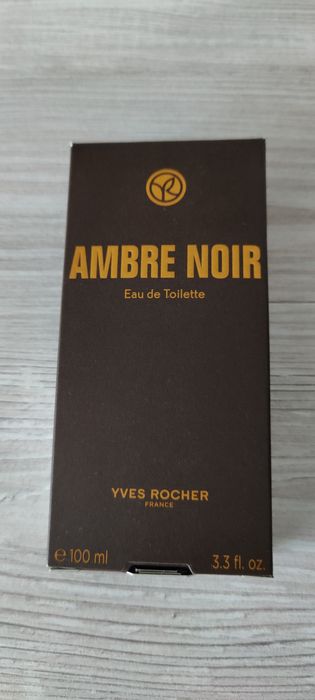 AMBRE NOIR
Eau de Toilette
YVES ROCHER
FRANCE
℮ 100 ml
3.3 fl. oz.